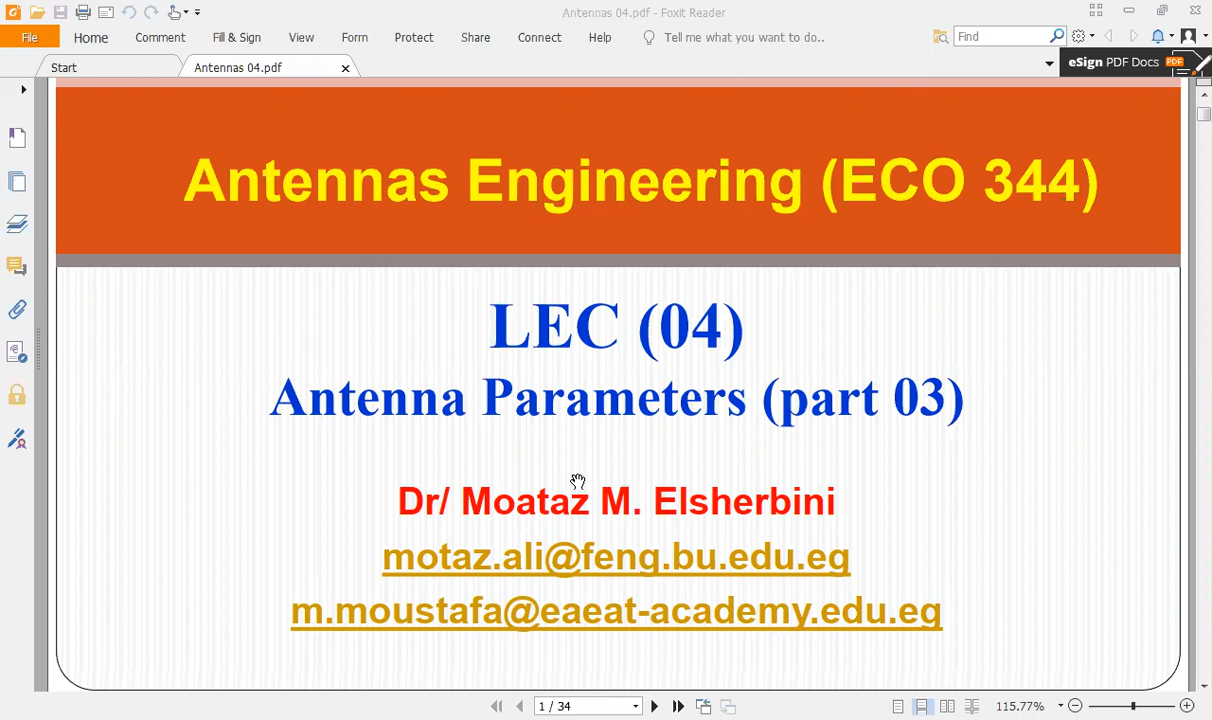 Antennas 04.pdf - Foxit Reader
File Home Comment Fill & Sign View Form Protect Share Connect Help Tell me what you want to do.. Find
Start Antennas 04.pdf eSign PDF Docs PDF
Antennas Engineering (ECO 344)
LEC (04)
Antenna Parameters (part 03)
Dr/ Moataz M. Elsherbini
motaz.ali@feng.bu.edu.eg
m.moustafa@eaeat-academy.edu.eg
1 / 34 115.77%